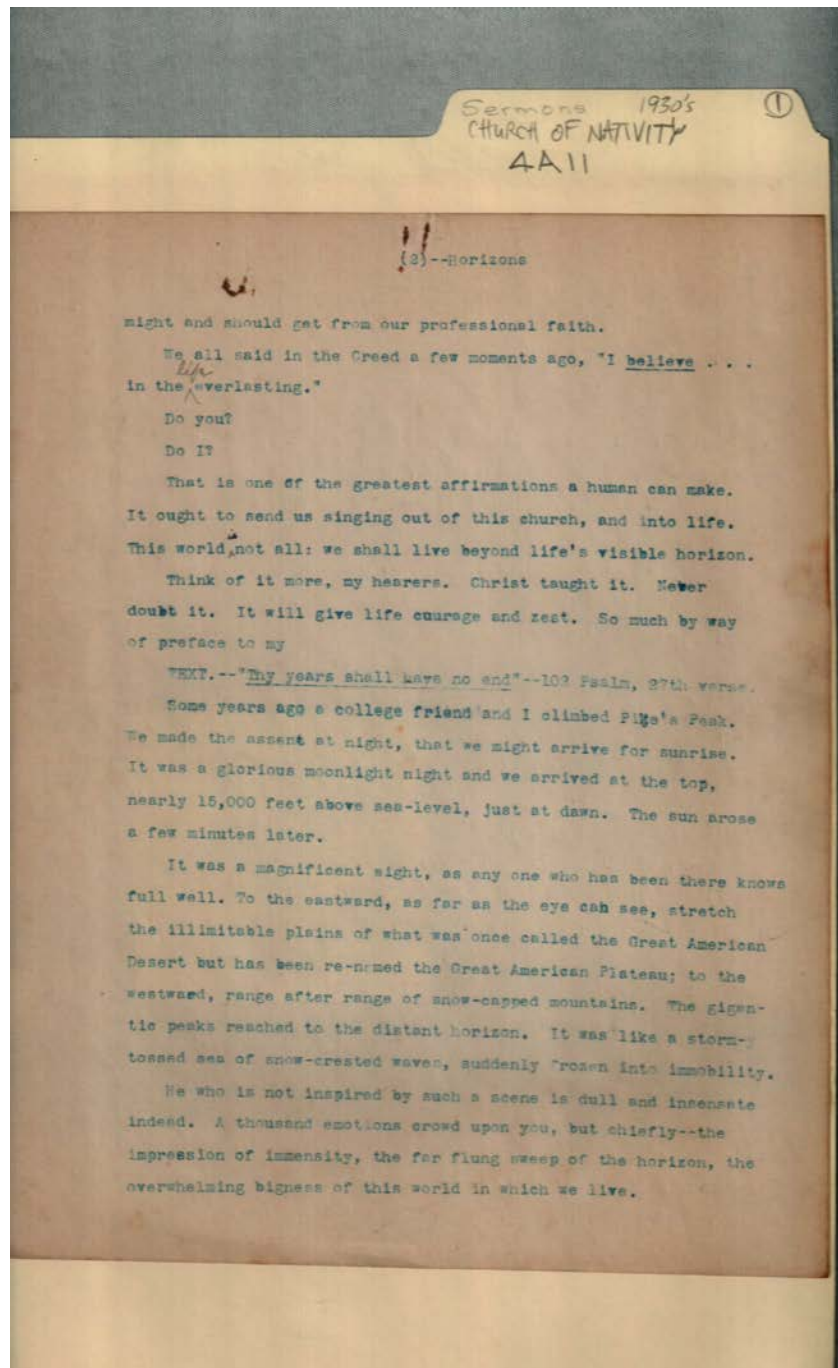 Sermons 1930's ①
CHURCH OF NATIVITY
4A11
(2)--Horizons
might and should get from our professional faith.
We all said in the Creed a few moments ago, "I believe . . .
life
in the everlasting."
Do you?
Do I?
That is one of the greatest affirmations a human can make.
It ought to send us singing out of this church, and into life.
is
This world not all: we shall live beyond life's visible horizon.
Think of it more, my hearers. Christ taught it. Never
doubt it. It will give life courage and zest. So much by way
of preface to my
TEXT.--"Thy years shall have no end"--102 Psalm, 27th verse.
Some years ago a college friend and I climbed Pike's Peak.
We made the assent at night, that we might arrive for sunrise.
It was a glorious moonlight night and we arrived at the top,
nearly 15,000 feet above sea-level, just at dawn. The sun arose
a few minutes later.
It was a magnificent sight, as any one who has been there knows
full well. To the eastward, as far as the eye can see, stretch
the illimitable plains of what was once called the Great American
Desert but has been re-named the Great American Plateau; to the
westward, range after range of snow-capped mountains. The gigan-
tic peaks reached to the distant horizon. It was like a storm-
tossed sea of snow-crested waves, suddenly frozen into immobility.
He who is not inspired by such a scene is dull and insensate
indeed. A thousand emotions crowd upon you, but chiefly--the
impression of immensity, the far flung sweep of the horizon, the
overwhelming bigness of this world in which we live.